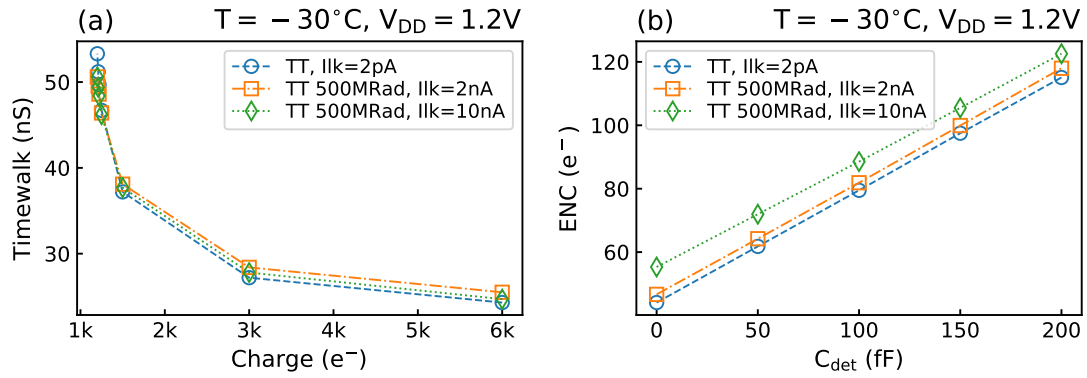 (a) T = −30°C, V_DD = 1.2V
Timewalk (nS)
50
40
30
TT, Ilk=2pA
TT 500MRad, Ilk=2nA
TT 500MRad, Ilk=10nA
1k 2k 3k 4k 5k 6k
Charge (e⁻)
(b) T = −30°C, V_DD = 1.2V
ENC (e⁻)
120
100
80
60
TT, Ilk=2pA
TT 500MRad, Ilk=2nA
TT 500MRad, Ilk=10nA
0 50 100 150 200
C_det (fF)